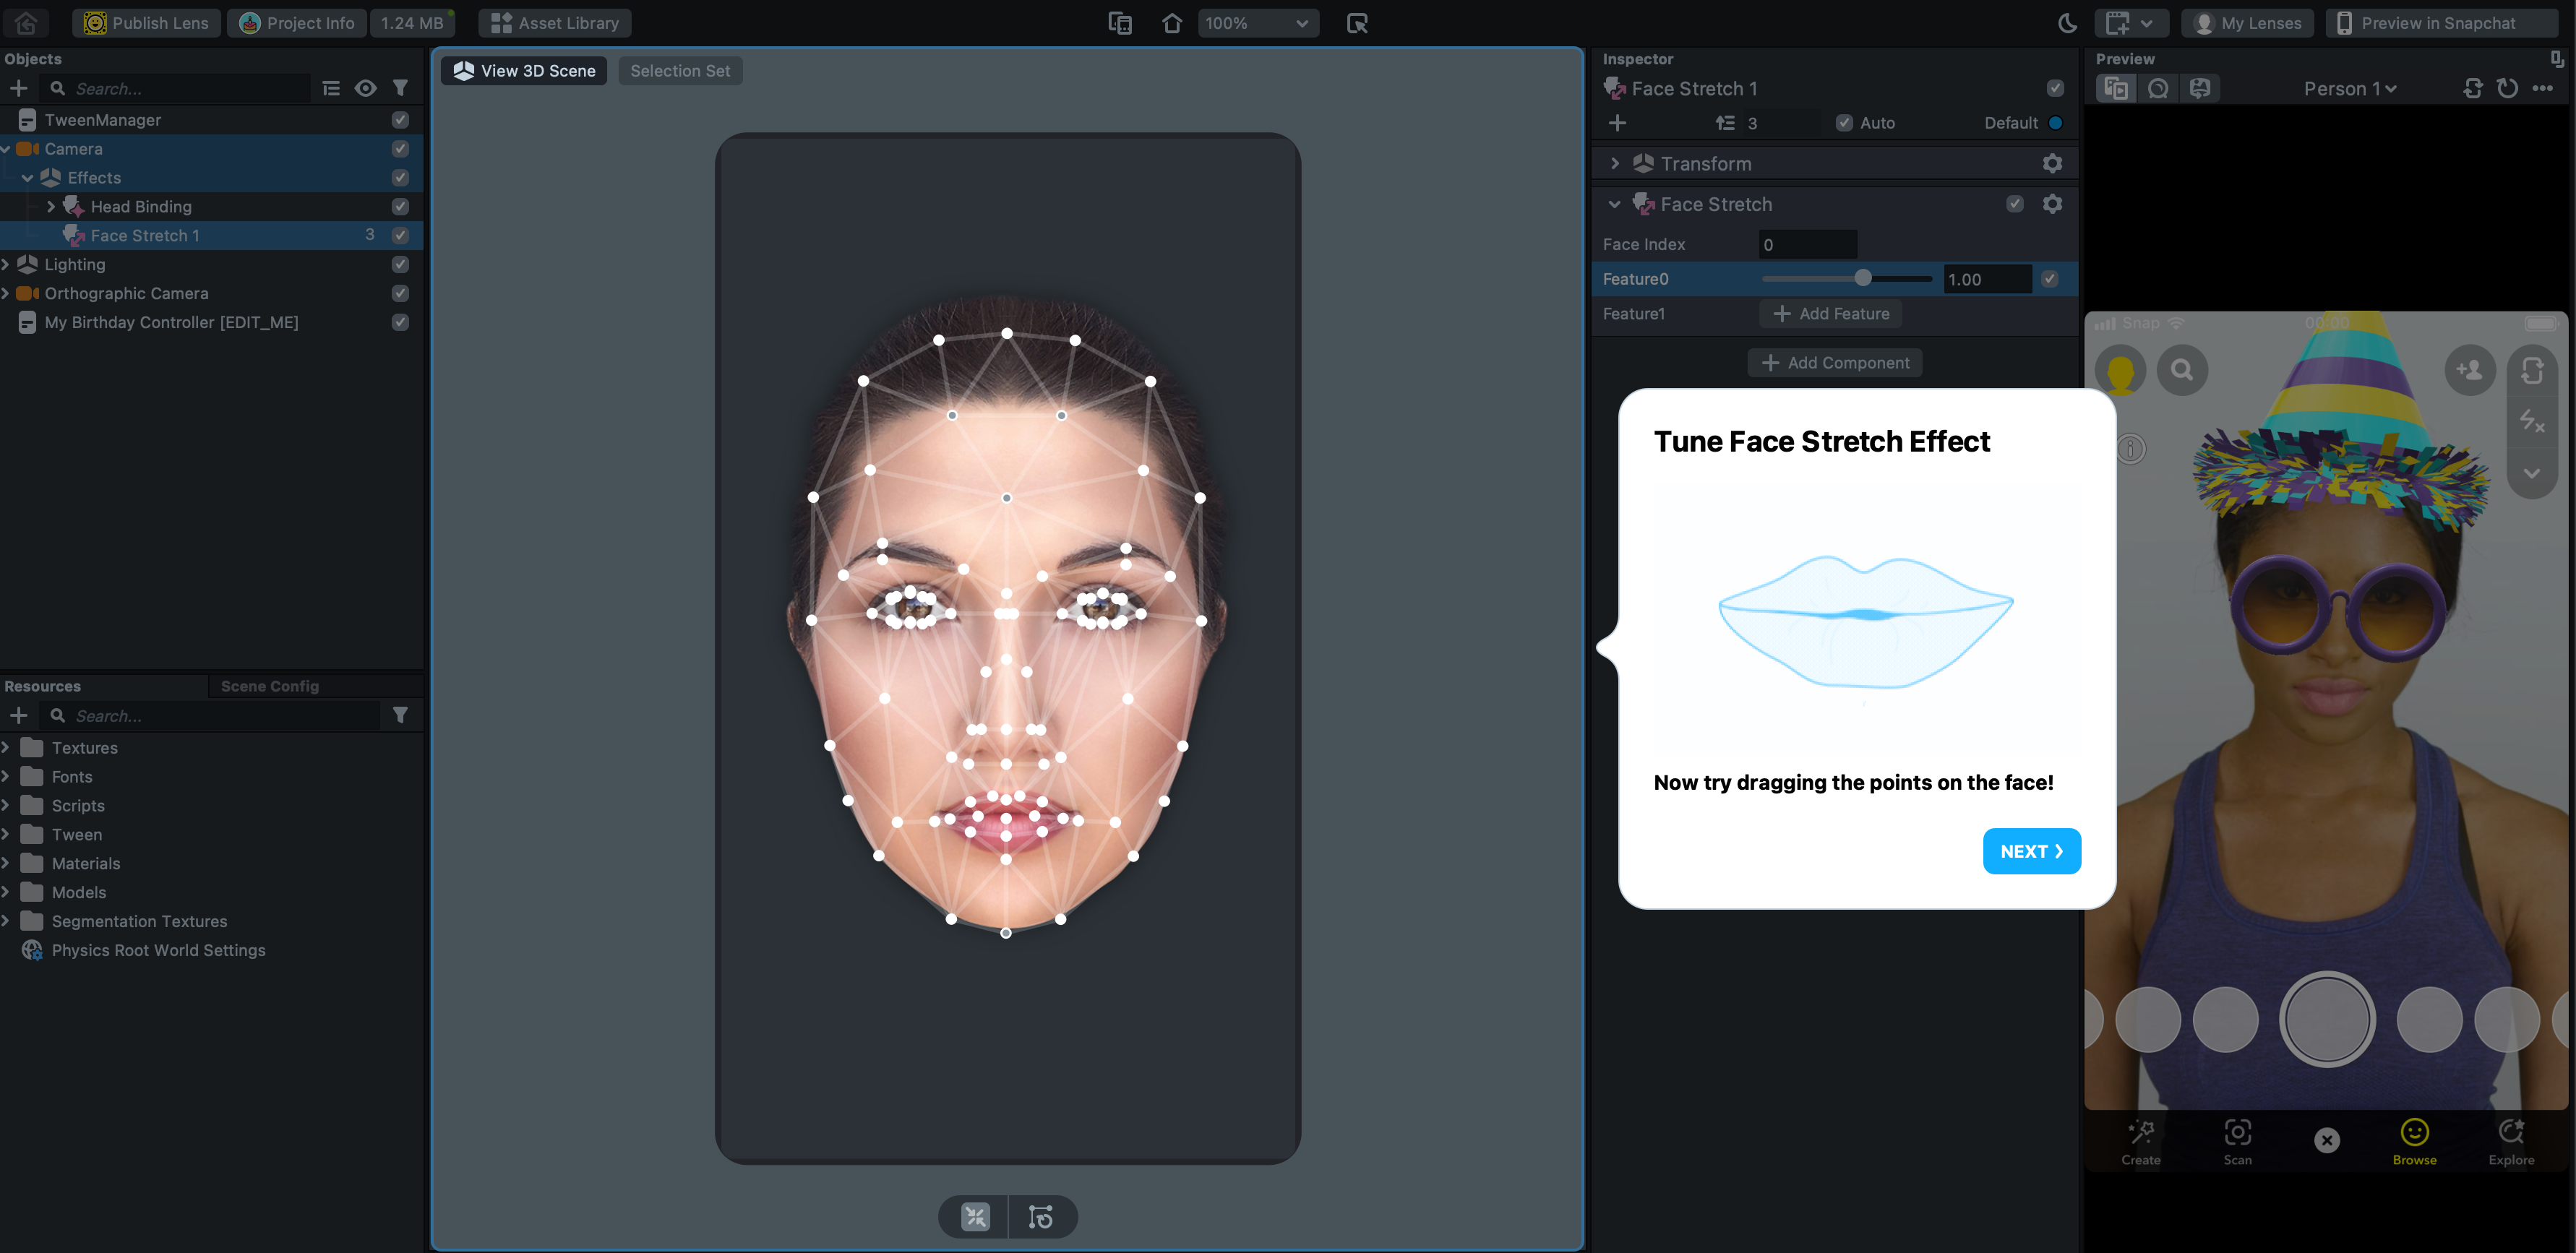 Publish Lens
Project Info
1.24 MB
Asset Library
100%
My Lenses
Preview in Snapchat
Objects
Search...
TweenManager
Camera
Effects
Head Binding
Face Stretch 1
3
Lighting
Orthographic Camera
My Birthday Controller [EDIT_ME]
Resources
Scene Config
Search...
Textures
Fonts
Scripts
Tween
Materials
Models
Segmentation Textures
Physics Root World Settings
View 3D Scene
Selection Set
Inspector
Face Stretch 1
3
Auto
Default
Transform
Face Stretch
Face Index
0
Feature0
1.00
Feature1
Add Feature
Add Component
Tune Face Stretch Effect
Now try dragging the points on the face!
NEXT
Preview
Person 1
Snap
00:00
Create
Scan
Browse
Explore